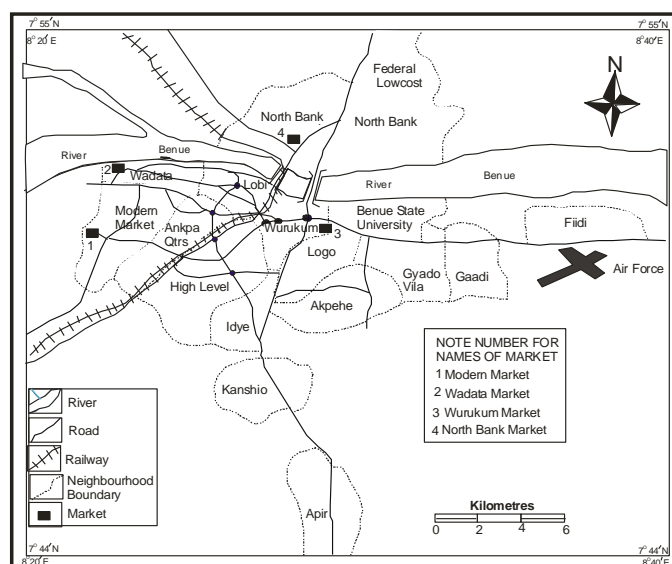 7° 55′ N
8° 20′ E
7° 55′ N
8° 40′ E
N
Federal
Lowcost
North Bank
4
North Bank
River
Benue
2
Wadata
Lobi
River
Benue
Modern
Market
Ankpa
Qtrs
Wurukum
3
Benue State
University
Fiidi
1
Logo
High Level
Gyado
Vila
Gaadi
Air Force
Akpehe
Idye
Kanshio
Apir
NOTE NUMBER FOR
NAMES OF MARKET
1 Modern Market
2 Wadata Market
3 Wurukum Market
4 North Bank Market
River
Road
Railway
Neighbourhood
Boundary
Market
Kilometres
0 2 4 6
7° 44′ N
8° 20′ E
7° 44′ N
8° 40′ E